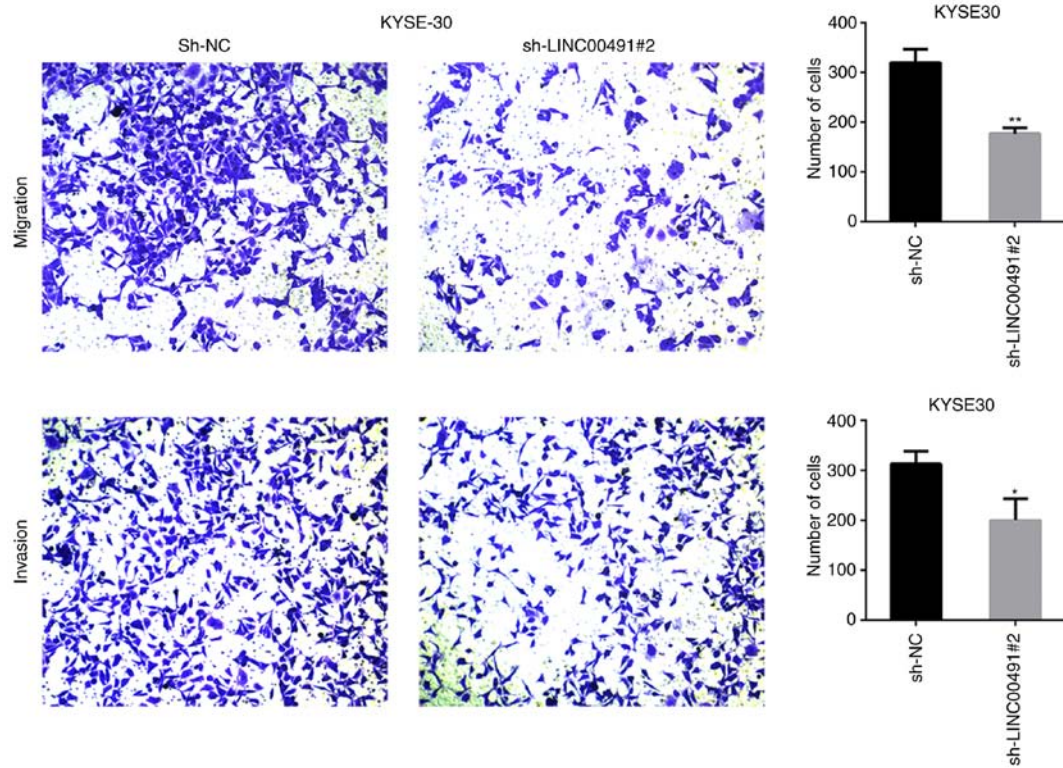 KYSE-30
Sh-NC
sh-LINC00491#2
Migration
Invasion
KYSE30
Number of cells
400
300
200
100
0
**
sh-NC
sh-LINC00491#2
KYSE30
Number of cells
400
300
200
100
0
*
sh-NC
sh-LINC00491#2